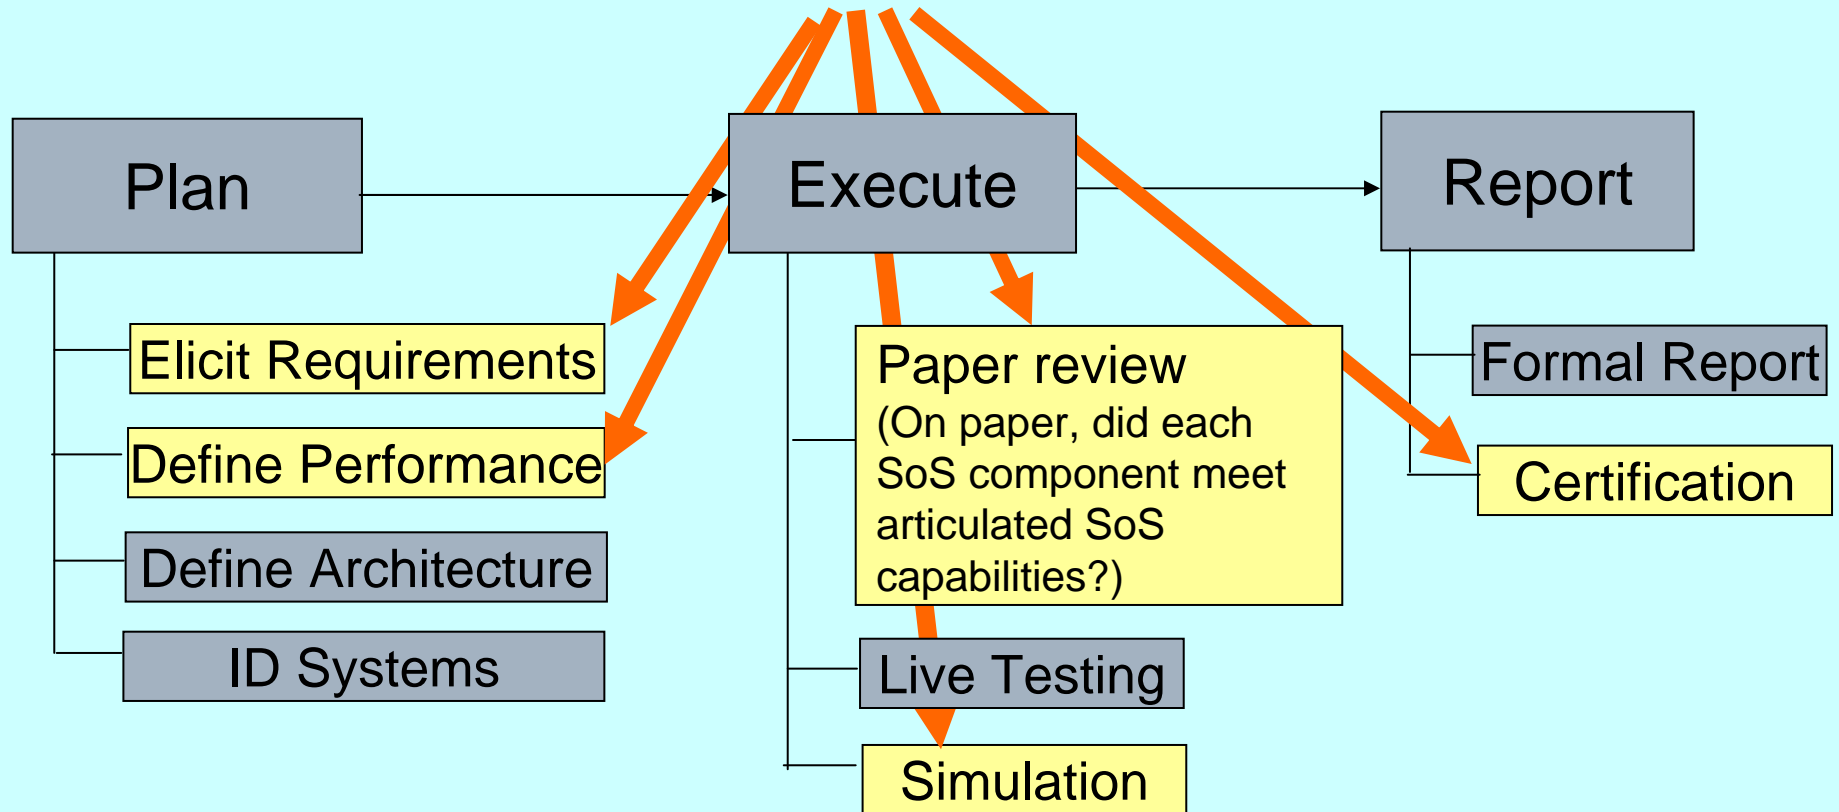 Plan
Execute
Report
Elicit Requirements
Define Performance
Define Architecture
ID Systems
Paper review
(On paper, did each
SoS component meet
articulated SoS
capabilities?)
Live Testing
Simulation
Formal Report
Certification